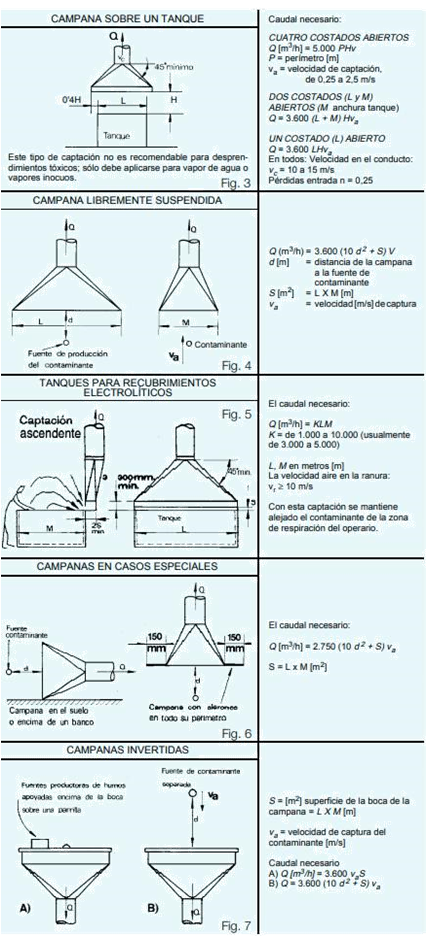 CAMPANA SOBRE UN TANQUE
Q
45°mínimo
Vc
0'4H
L
H
Tanque
Este tipo de captación no es recomendable para despren-
dimientos tóxicos; sólo debe aplicarse para vapor de agua o
vapores inocuos.
Fig. 3
Caudal necesario:
CUATRO COSTADOS ABIERTOS
Q [m³/h] = 5.000 PHv
P = perímetro [m]
va = velocidad de captación,
de 0,25 a 2,5 m/s
DOS COSTADOS (L y M)
ABIERTOS (M anchura tanque)
Q = 3.600 (L + M) Hva
UN COSTADO (L) ABIERTO
Q = 3.600 LHva
En todos: Velocidad en el conducto:
vc = 10 a 15 m/s
Pérdidas entrada n = 0,25
CAMPANA LIBREMENTE SUSPENDIDA
Q
Q
L
d
M
Fuente de producción
del contaminante
Va
Contaminante
Fig. 4
Q (m³/h) = 3.600 (10 d² + S) V
d [m] = distancia de la campana
a la fuente de
contaminante
S [m²] = L X M [m]
va = velocidad [m/s] de captura
TANQUES PARA RECUBRIMIENTOS
ELECTROLÍTICOS
Fig. 5
Captación
ascendente
Q
300mm.
min.
45°min.
s
M
25
min
Tanque
L
El caudal necesario:
Q [m³/h] = KLM
K = de 1.000 a 10.000 (usualmente
de 3.000 a 5.000)
L, M en metros [m]
La velocidad aire en la ranura:
vr ≥ 10 m/s
Con esta captación se mantiene
alejado el contaminante de la zona
de respiración del operario.
CAMPANAS EN CASOS ESPECIALES
Fuente
contaminante
d
Q
Campana en el suelo
o encima de un banco
Q
150
mm
150
mm
d
Campana con alerones
en todo su perímetro
Fig. 6
El caudal necesario:
Q [m³/h] = 2.750 (10 d² + S) va
S = L x M [m²]
CAMPANAS INVERTIDAS
Fuentes productoras de humos
apoyadas encima de la boca
sobre una parrilla
Fuente de contaminante
separada
Va
d
A)
Q
B)
Q
Fig. 7
S = [m²] superficie de la boca de la
campana = L X M [m]
va = velocidad de captura del
contaminante [m/s]
Caudal necesario
A) Q [m³/h] = 3.600 vaS
B) Q = 3.600 (10 d² + S) va